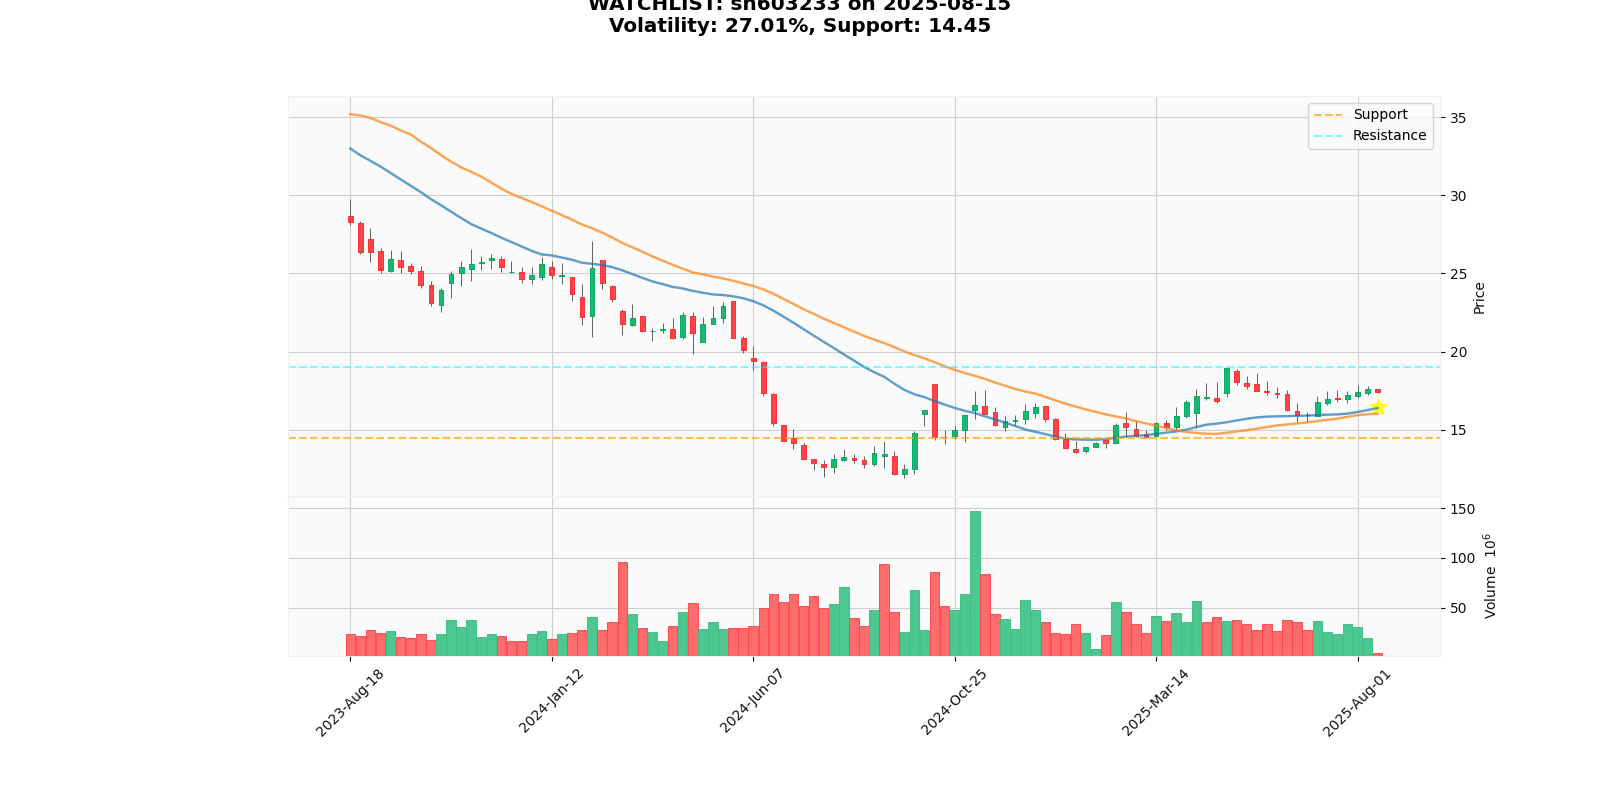 WATCHLIST: sh603233 on 2025-08-15
Volatility: 27.01%, Support: 14.45
Support
Resistance
35
30
25
20
15
Price
150
100
50
Volume 10⁶
2023-Aug-18
2024-Jan-12
2024-Jun-07
2024-Oct-25
2025-Mar-14
2025-Aug-01